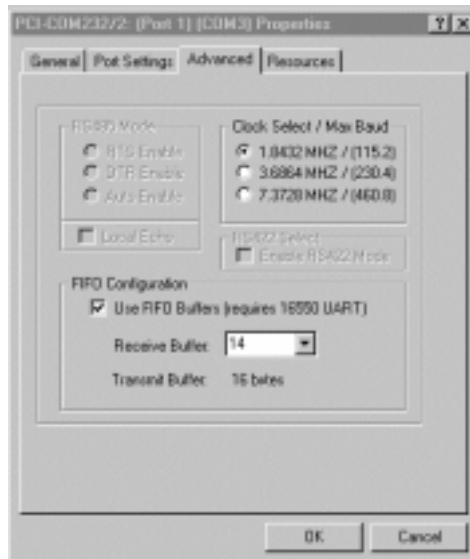 PCI-COM232/2: (Port 1) (COM3) Properties
? X
General Port Settings Advanced Resources
RS485 Mode
RTS Enable
DTR Enable
Auto Enable
Local Echo
Clock Select / Max Baud
1.8432 MHZ / (115.2)
3.6864 MHZ / (230.4)
7.3728 MHZ / (460.8)
RS422 Select
Enable RS422 Mode
FIFO Configuration
Use FIFO Buffers (requires 16550 UART)
Receive Buffer: 14
Transmit Buffer: 16 bytes
OK Cancel